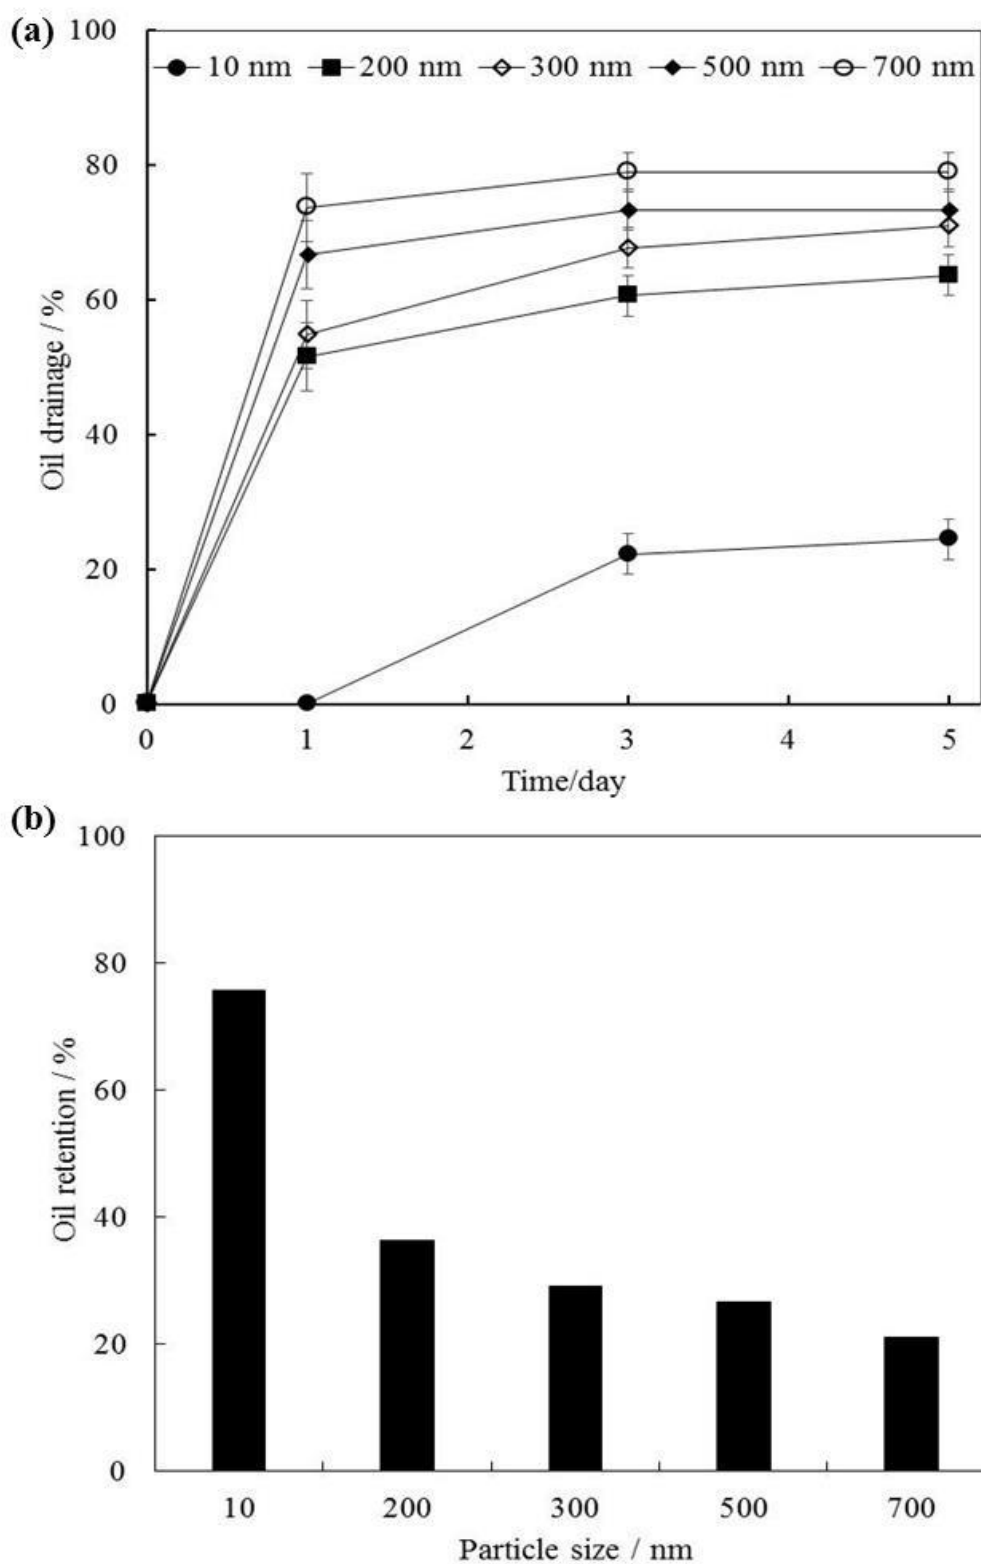 (a)
100
10 nm 200 nm 300 nm 500 nm 700 nm
80
60
40
20
0
Oil drainage / %
0 1 2 3 4 5
Time/day
(b)
100
80
60
40
20
0
Oil retention / %
10 200 300 500 700
Particle size / nm